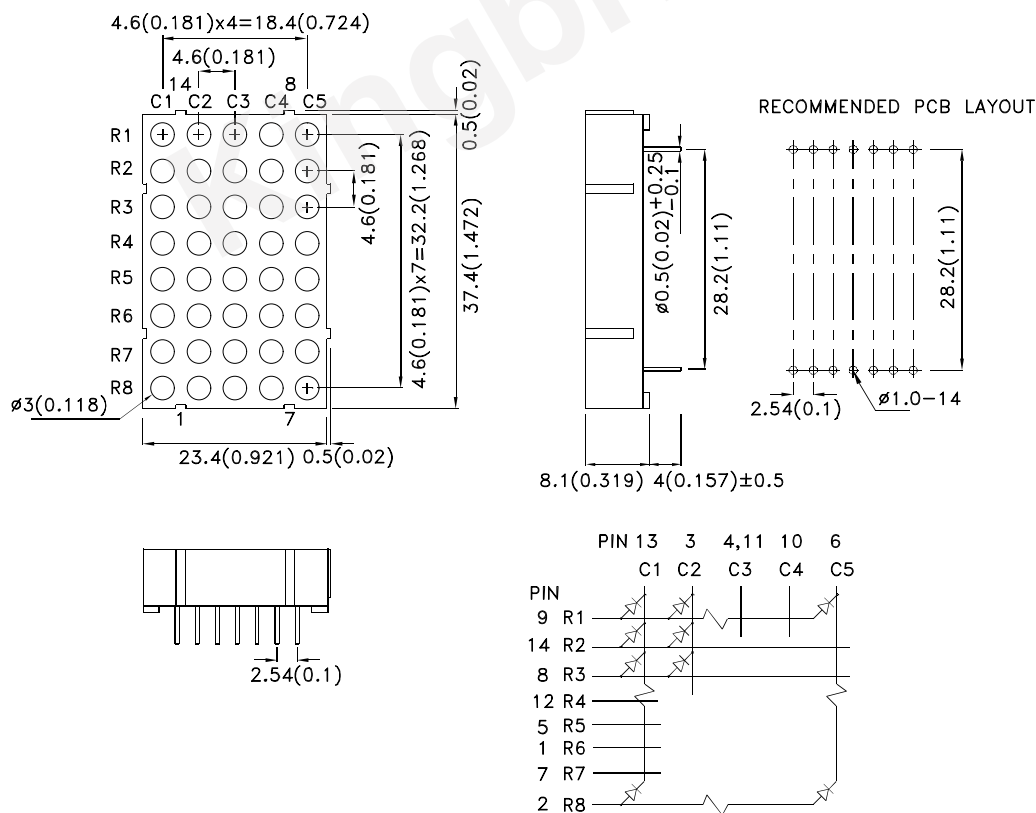 4.6(0.181)x4=18.4(0.724)
4.6(0.181)
14 8
C1 C2 C3 C4 C5
R1
R2
R3
R4
R5
R6
R7
R8
ø3(0.118)
1 7
23.4(0.921) 0.5(0.02)
4.6(0.181)
4.6(0.181)x7=32.2(1.268)
0.5(0.02)
37.4(1.472)
ø0.5(0.02)+0.25
-0.1
28.2(1.11)
8.1(0.319) 4(0.157)±0.5
RECOMMENDED PCB LAYOUT
28.2(1.11)
2.54(0.1)
ø1.0-14
2.54(0.1)
PIN 13 3 4,11 10 6
C1 C2 C3 C4 C5
PIN
9 R1
14 R2
8 R3
12 R4
5 R5
1 R6
7 R7
2 R8